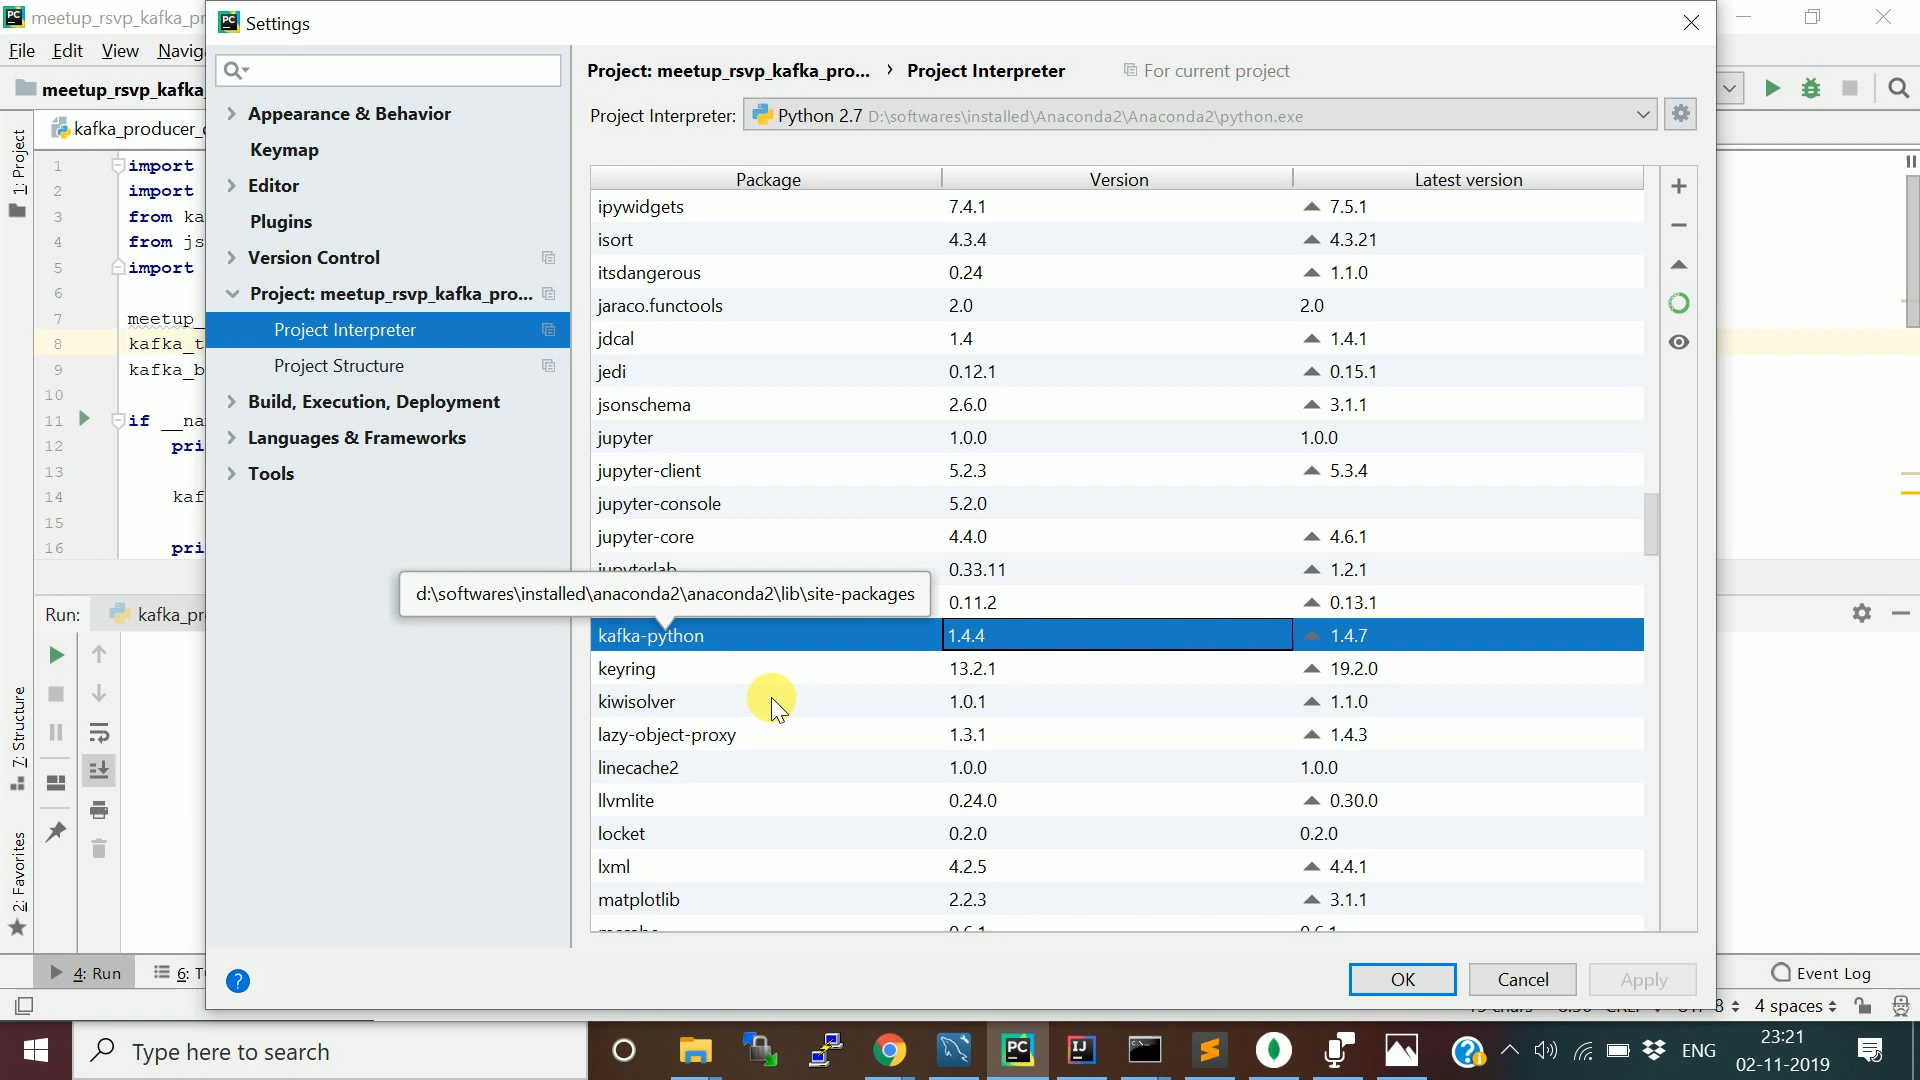 meetup_rsvp_kafka_pr
Settings
File Edit View Navig
meetup_rsvp_kafka
kafka_producer_
1: Project
7: Structure
2: Favorites
1 import
2 import
3 from ka
4 from js
5 import
6
7 meetup_
8 kafka_t
9 kafka_b
10
11 if __na
12 pri
13
14 kaf
15
16 pri
Run: kafka_pr
Appearance & Behavior
Keymap
Editor
Plugins
Version Control
Project: meetup_rsvp_kafka_pro...
Project Interpreter
Project Structure
Build, Execution, Deployment
Languages & Frameworks
Tools
Project: meetup_rsvp_kafka_pro... › Project Interpreter For current project
Project Interpreter: Python 2.7 D:\softwares\installed\Anaconda2\Anaconda2\python.exe
Package Version Latest version
ipywidgets 7.4.1 7.5.1
isort 4.3.4 4.3.21
itsdangerous 0.24 1.1.0
jaraco.functools 2.0 2.0
jdcal 1.4 1.4.1
jedi 0.12.1 0.15.1
jsonschema 2.6.0 3.1.1
jupyter 1.0.0 1.0.0
jupyter-client 5.2.3 5.3.4
jupyter-console 5.2.0
jupyter-core 4.4.0 4.6.1
jupyterlab 0.33.11 1.2.1
d:\softwares\installed\anaconda2\anaconda2\lib\site-packages
0.11.2 0.13.1
kafka-python 1.4.4 1.4.7
keyring 13.2.1 19.2.0
kiwisolver 1.0.1 1.1.0
lazy-object-proxy 1.3.1 1.4.3
linecache2 1.0.0 1.0.0
llvmlite 0.24.0 0.30.0
locket 0.2.0 0.2.0
lxml 4.2.5 4.4.1
matplotlib 2.2.3 3.1.1
OK Cancel Apply
4: Run 6: T
Event Log
4 spaces
Type here to search
ENG
23:21
02-11-2019